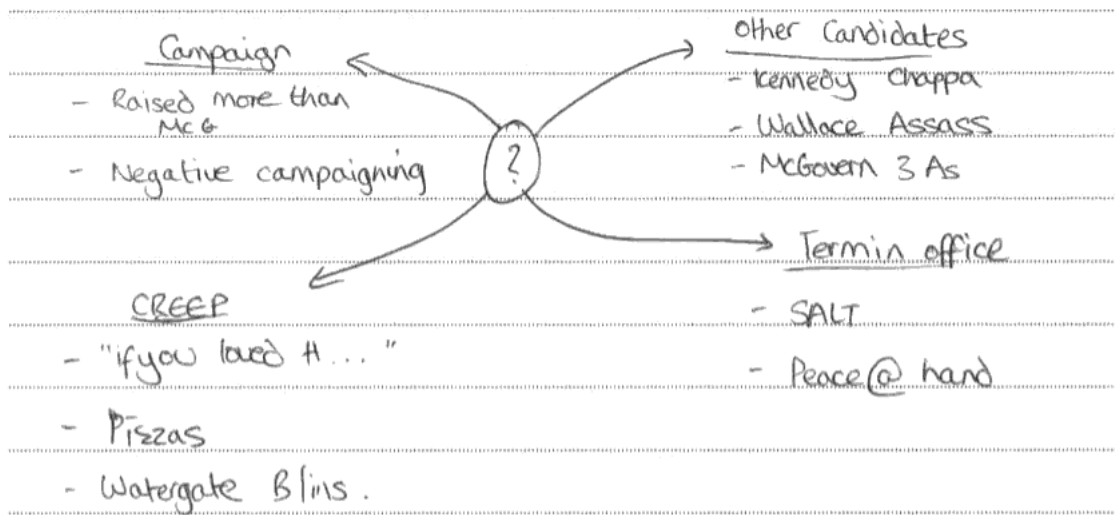 Campaign
- Raised more than
McG
- Negative campaigning
?
Other Candidates
- Kennedy Chappa
- Wallace Assass
- McGovern 3 As
Term in office
- SALT
- Peace @ hand
CREEP
- "if you loved H..."
- Pizzas
- Watergate B/ins.